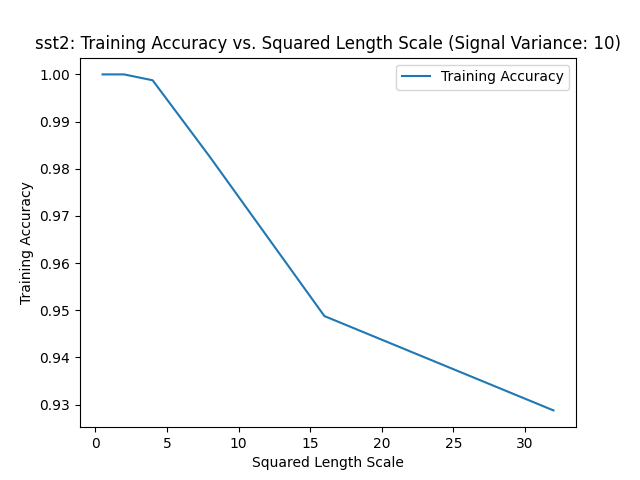 sst2: Training Accuracy vs. Squared Length Scale (Signal Variance: 10)
Training Accuracy
1.00
0.99
0.98
0.97
0.96
0.95
0.94
0.93
Training Accuracy
0 5 10 15 20 25 30
Squared Length Scale